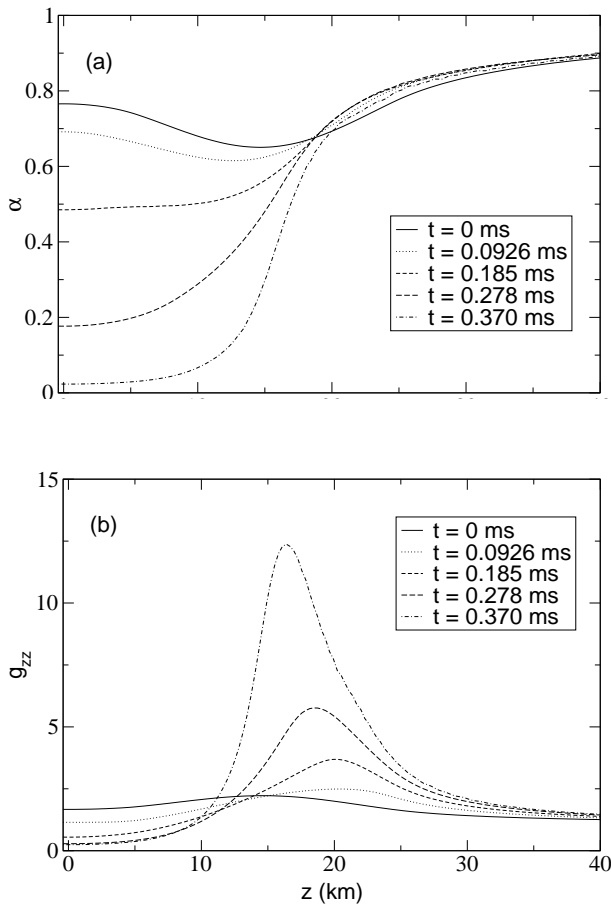 1
(a)
0.8
0.6
α
0.4
0.2
0
t = 0 ms
t = 0.0926 ms
t = 0.185 ms
t = 0.278 ms
t = 0.370 ms
15
(b)
10
g_zz
5
0
t = 0 ms
t = 0.0926 ms
t = 0.185 ms
t = 0.278 ms
t = 0.370 ms
0 10 20 30 40
z (km)